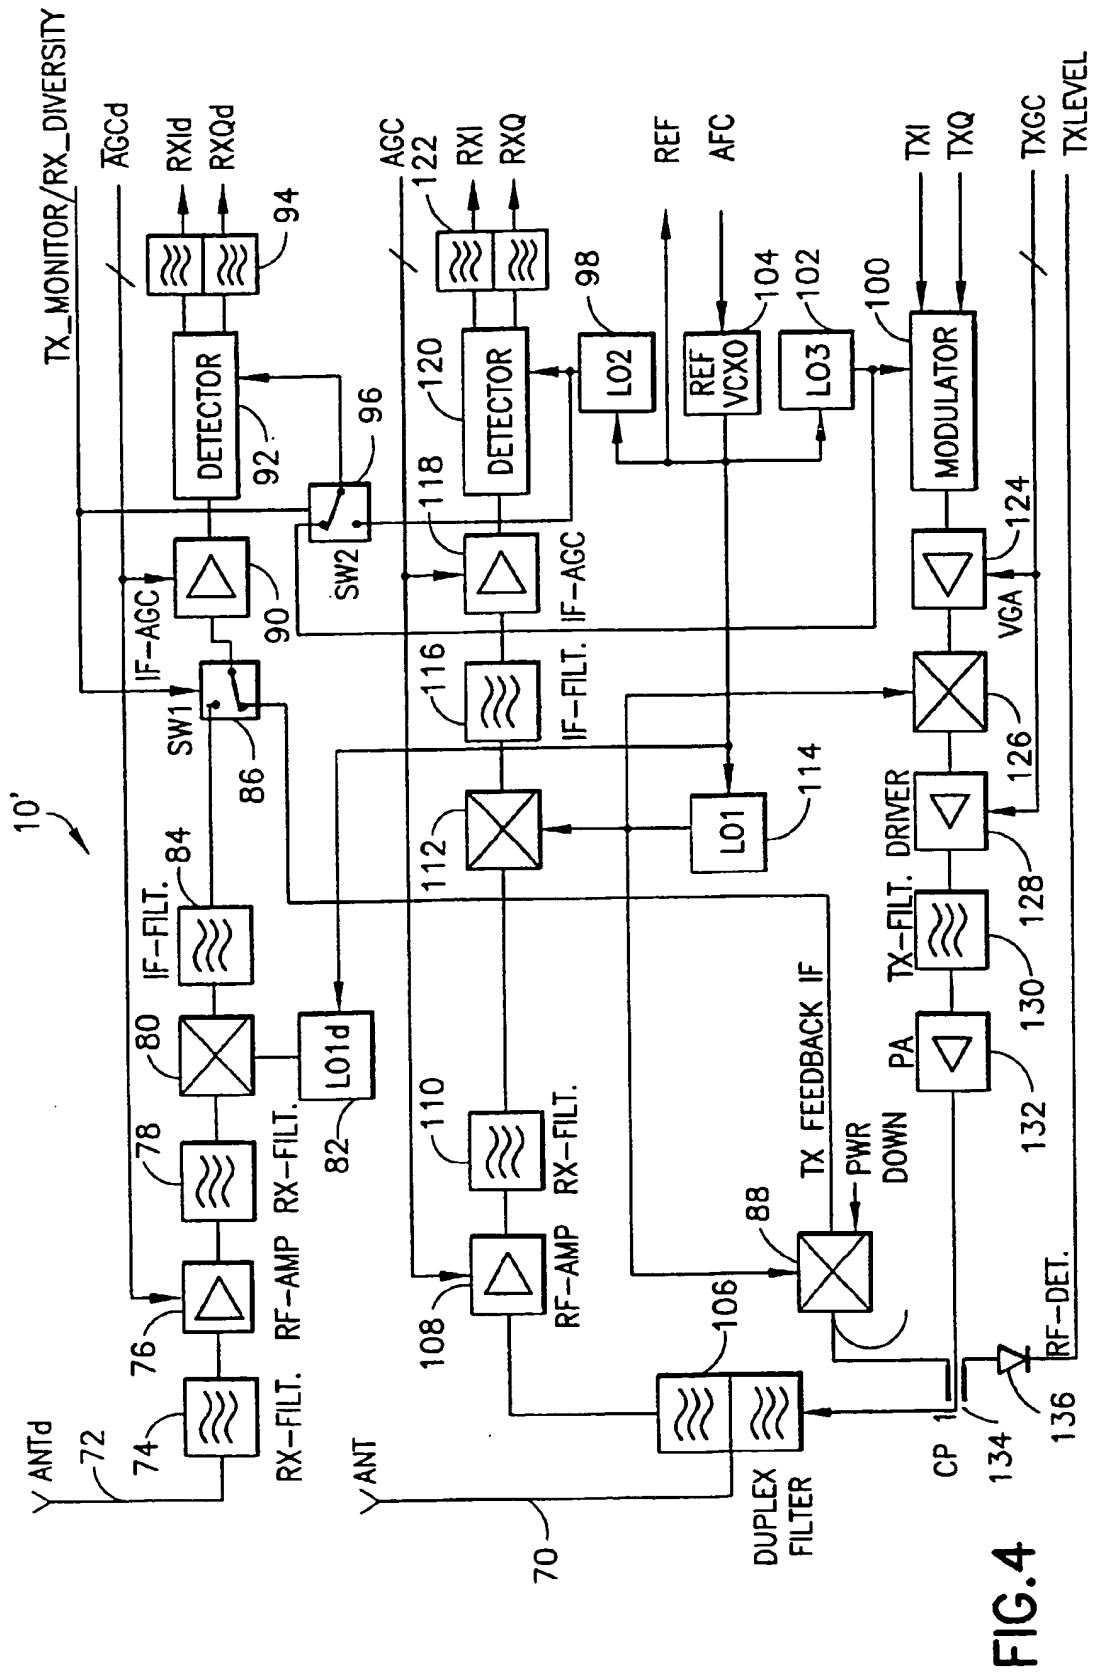 10'
TX_MONITOR/RX_DIVERSITY
ANTd
72
74
RX-FILT.
76
RF-AMP
78
RX-FILT.
80
LO1d
82
IF-FILT.
84
SW1
86
IF-AGC
90
DETECTOR
92
94
AGCd
RXId
RXQd
SW2
96
ANT
70
DUPLEX
FILTER
106
108
RF-AMP
110
RX-FILT.
112
LO1
114
116
IF-FILT.
118
IF-AGC
DETECTOR
120
AGC
122
RXI
RXQ
LO2
98
REF
AFC
REF
VCXO
104
LO3
102
88
PWR
DOWN
TX FEEDBACK IF
CP 1
134
136
RF-DET.
PA
132
TX-FILT.
130
DRIVER
128
126
VGA
124
MODULATOR
100
TXI
TXQ
TXGC
TXLEVEL
FIG.4